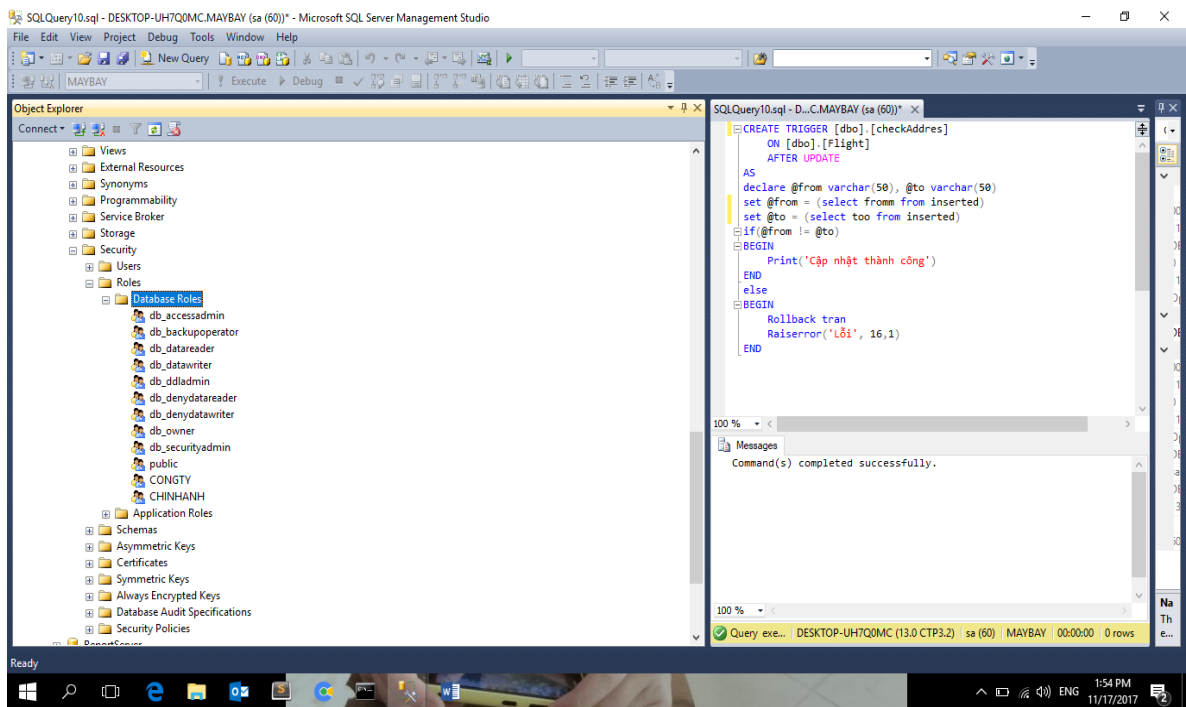 SQLQuery10.sql - DESKTOP-UH7Q0MC.MAYBAY (sa (60))* - Microsoft SQL Server Management Studio
File Edit View Project Debug Tools Window Help
New Query
MAYBAY Execute Debug
Object Explorer
Connect
Views
External Resources
Synonyms
Programmability
Service Broker
Storage
Security
Users
Roles
Database Roles
db_accessadmin
db_backupoperator
db_datareader
db_datawriter
db_ddladmin
db_denydatareader
db_denydatawriter
db_owner
db_securityadmin
public
CONGTY
CHINHANH
Application Roles
Schemas
Asymmetric Keys
Certificates
Symmetric Keys
Always Encrypted Keys
Database Audit Specifications
Security Policies
ReportServer
SQLQuery10.sql - D...C.MAYBAY (sa (60))*
CREATE TRIGGER [dbo].[checkAddres]
ON [dbo].[Flight]
AFTER UPDATE
AS
declare @from varchar(50), @to varchar(50)
set @from = (select fromm from inserted)
set @to = (select too from inserted)
if(@from != @to)
BEGIN
Print('Cập nhật thành công')
END
else
BEGIN
Rollback tran
Raiserror('Lỗi', 16,1)
END
100 %
Messages
Command(s) completed successfully.
100 %
Query exe... DESKTOP-UH7Q0MC (13.0 CTP3.2) sa (60) MAYBAY 00:00:00 0 rows
Na
Th
e...
Ready
ENG
1:54 PM
11/17/2017